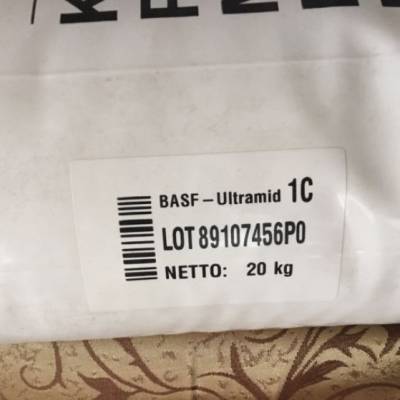 BASF – Ultramid 1C
LOT 89107456P0
NETTO: 20 kg